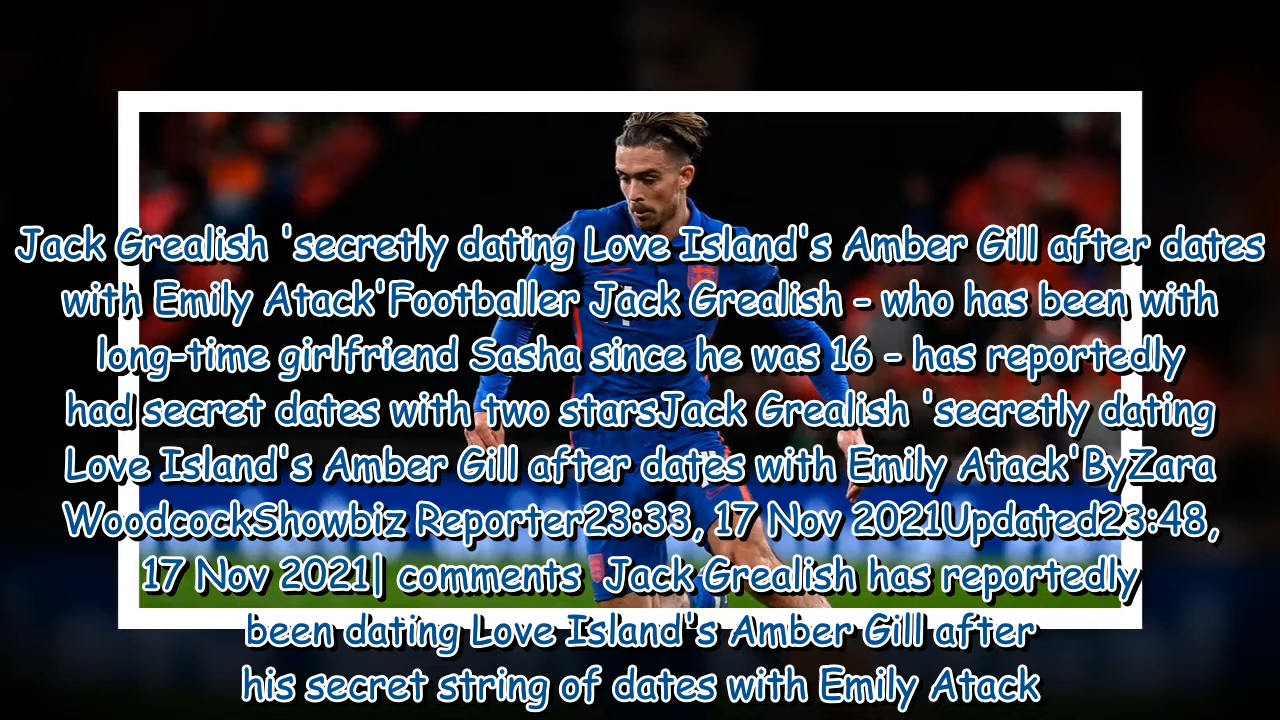 Jack Grealish 'secretly dating Love Island's Amber Gill after dates
with Emily Atack'Footballer Jack Grealish - who has been with
long-time girlfriend Sasha since he was 16 - has reportedly
had secret dates with two starsJack Grealish 'secretly dating
Love Island's Amber Gill after dates with Emily Atack'ByZara
WoodcockShowbiz Reporter23:33, 17 Nov 2021Updated23:48,
17 Nov 2021| comments  Jack Grealish has reportedly
been dating Love Island's Amber Gill after
his secret string of dates with Emily Atack